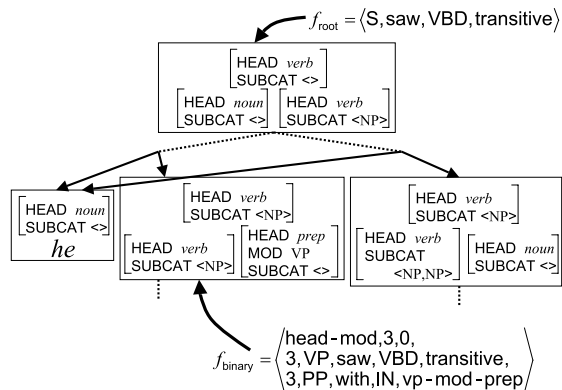 f_root = ⟨S, saw, VBD, transitive⟩
HEAD verb
SUBCAT <>
HEAD noun
SUBCAT <>
HEAD verb
SUBCAT <NP>
HEAD noun
SUBCAT <>
he
HEAD verb
SUBCAT <NP>
HEAD verb
SUBCAT <NP>
HEAD prep
MOD VP
SUBCAT <>
HEAD verb
SUBCAT <NP>
HEAD verb
SUBCAT
<NP,NP>
HEAD noun
SUBCAT <>
f_binary = ⟨head-mod,3,0,
3,VP,saw,VBD,transitive,
3,PP,with,IN,vp-mod-prep⟩